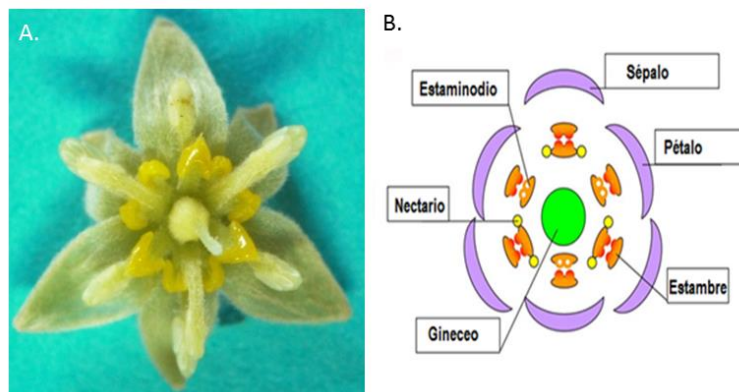 A.
B.
Sépalo
Estaminodio
Pétalo
Nectario
Estambre
Gineceo